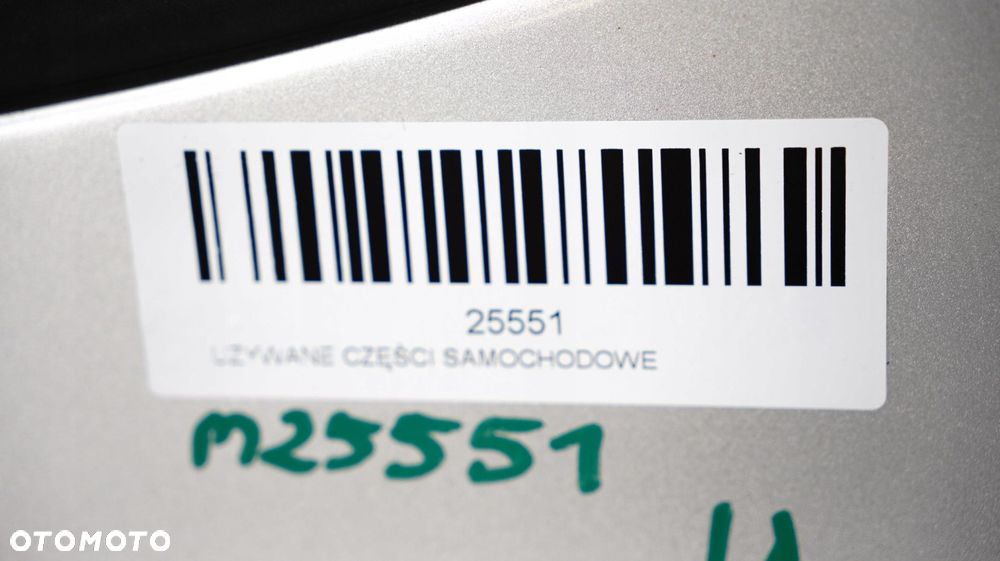 25551
UŻYWANE CZĘŚCI SAMOCHODOWE
M25551
OTOMOTO